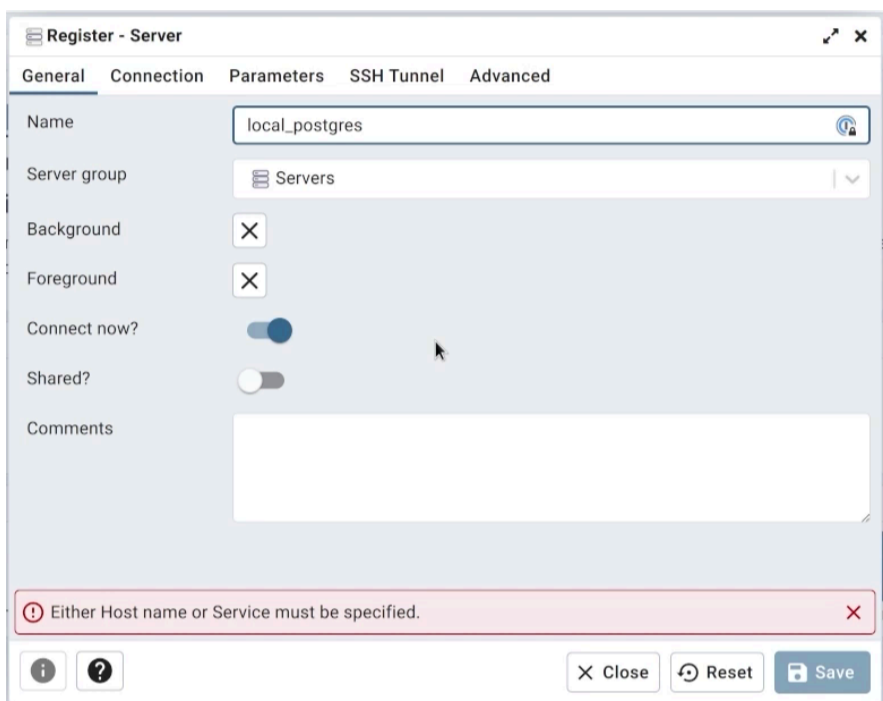 Register - Server
General Connection Parameters SSH Tunnel Advanced
Name local_postgres
Server group Servers
Background
Foreground
Connect now?
Shared?
Comments
Either Host name or Service must be specified.
Close Reset Save